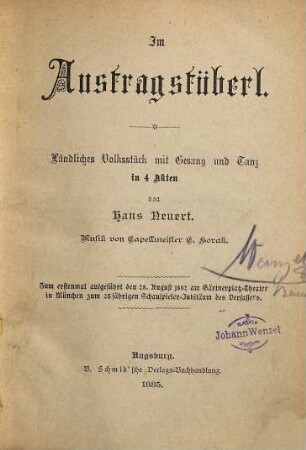 Im
Austragstüberl.
Ländliches Volksstück mit Gesang und Tanz
in 4 Akten
von
Hans Neuert.
Musik von Capellmeister E. Horak.
Zum erstenmal aufgeführt den 28. August 1882 am Gärtnerplatz-Theater
in München zum 25jährigen Schauspieler-Jubiläum des Verfassers.
Wenzel
Johann Wenzel
Augsburg.
V. Schmid'sche Verlags-Buchhandlung.
1885.